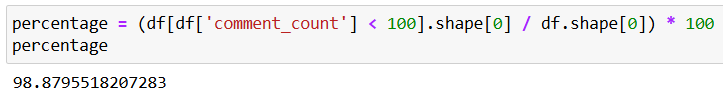 percentage = (df[df['comment_count'] < 100].shape[0] / df.shape[0]) * 100
percentage
98.8795518207283